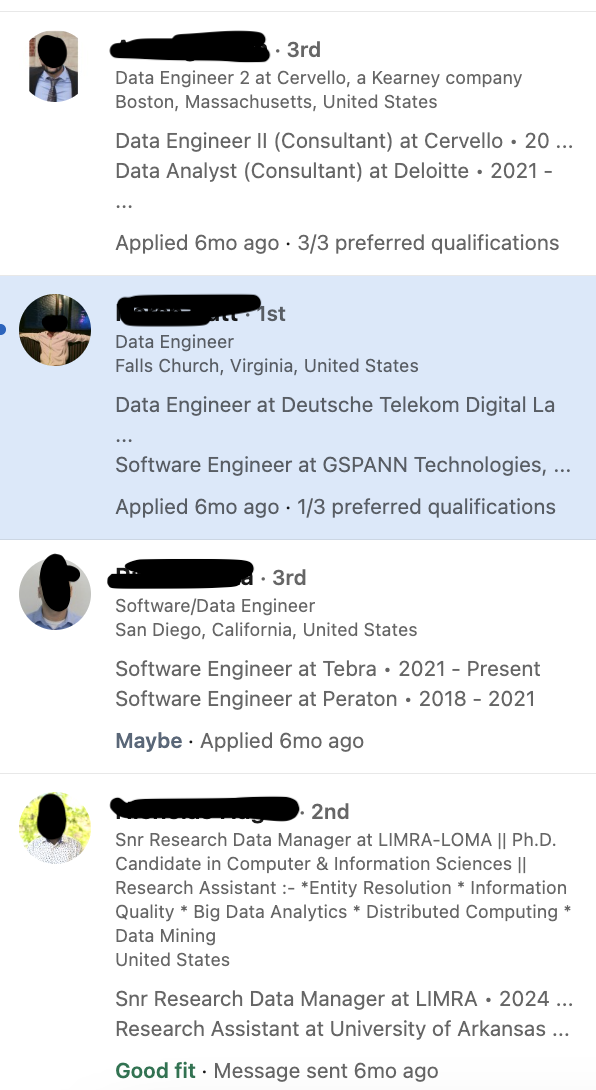 · 3rd
Data Engineer 2 at Cervello, a Kearney company
Boston, Massachusetts, United States
Data Engineer II (Consultant) at Cervello • 20 ...
Data Analyst (Consultant) at Deloitte • 2021 -
...
Applied 6mo ago · 3/3 preferred qualifications
· 1st
Data Engineer
Falls Church, Virginia, United States
Data Engineer at Deutsche Telekom Digital La
...
Software Engineer at GSPANN Technologies, ...
Applied 6mo ago · 1/3 preferred qualifications
· 3rd
Software/Data Engineer
San Diego, California, United States
Software Engineer at Tebra • 2021 - Present
Software Engineer at Peraton • 2018 - 2021
Maybe · Applied 6mo ago
· 2nd
Snr Research Data Manager at LIMRA-LOMA || Ph.D.
Candidate in Computer & Information Sciences ||
Research Assistant :- *Entity Resolution * Information
Quality * Big Data Analytics * Distributed Computing *
Data Mining
United States
Snr Research Data Manager at LIMRA • 2024 ...
Research Assistant at University of Arkansas ...
Good fit · Message sent 6mo ago